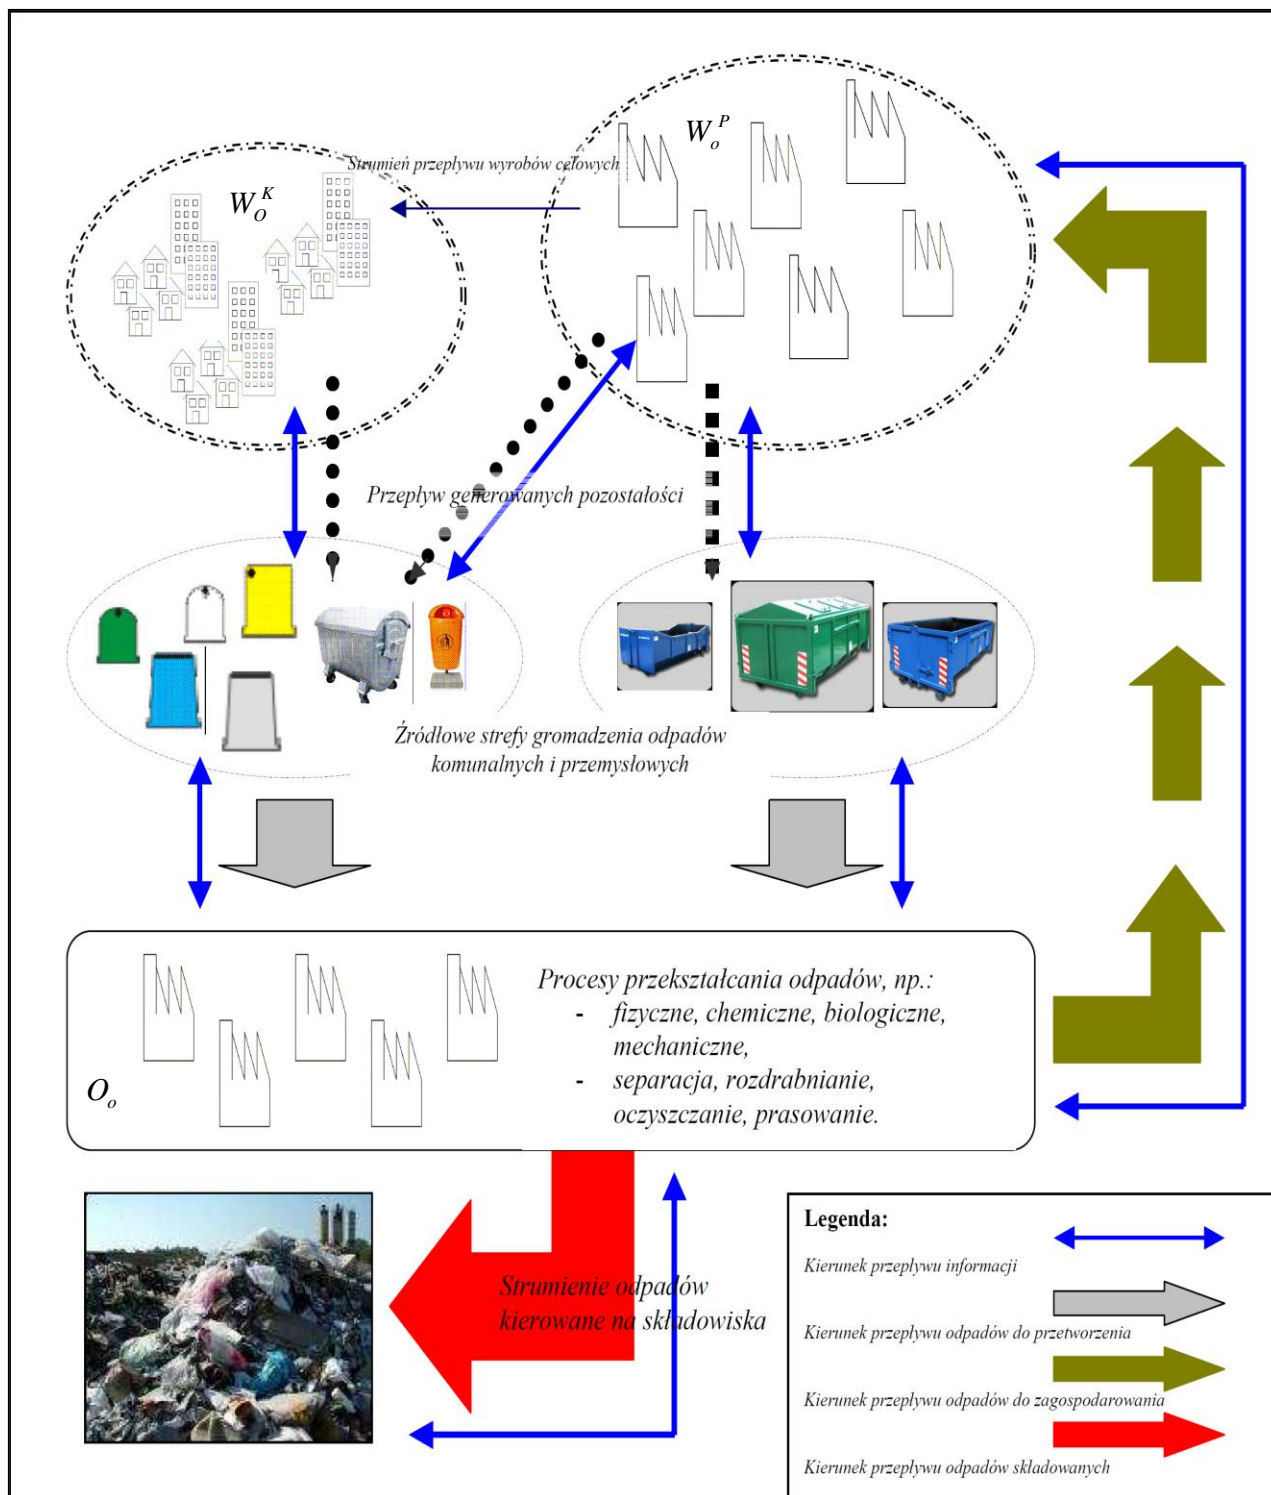 W_o^P
Strumień przepływu wyrobów celowych
W_O^K
Przepływ generowanych pozostałości
Źródłowe strefy gromadzenia odpadów
komunalnych i przemysłowych
Procesy przekształcania odpadów, np.:
- fizyczne, chemiczne, biologiczne,
mechaniczne,
- separacja, rozdrabnianie,
oczyszczanie, prasowanie.
O_o
Strumienie odpadów
kierowane na składowiska
Legenda:
Kierunek przepływu informacji
Kierunek przepływu odpadów do przetworzenia
Kierunek przepływu odpadów do zagospodarowania
Kierunek przepływu odpadów składowanych